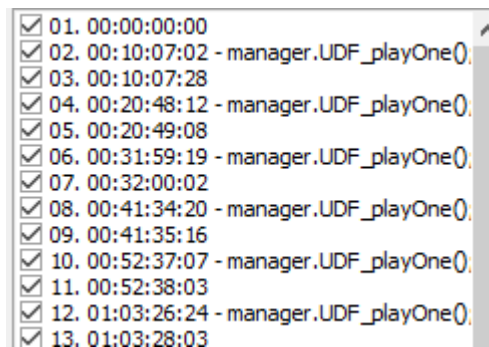 01. 00:00:00:00
02. 00:10:07:02 - manager.UDF_playOne();
03. 00:10:07:28
04. 00:20:48:12 - manager.UDF_playOne();
05. 00:20:49:08
06. 00:31:59:19 - manager.UDF_playOne();
07. 00:32:00:02
08. 00:41:34:20 - manager.UDF_playOne();
09. 00:41:35:16
10. 00:52:37:07 - manager.UDF_playOne();
11. 00:52:38:03
12. 01:03:26:24 - manager.UDF_playOne();
13. 01:03:28:03